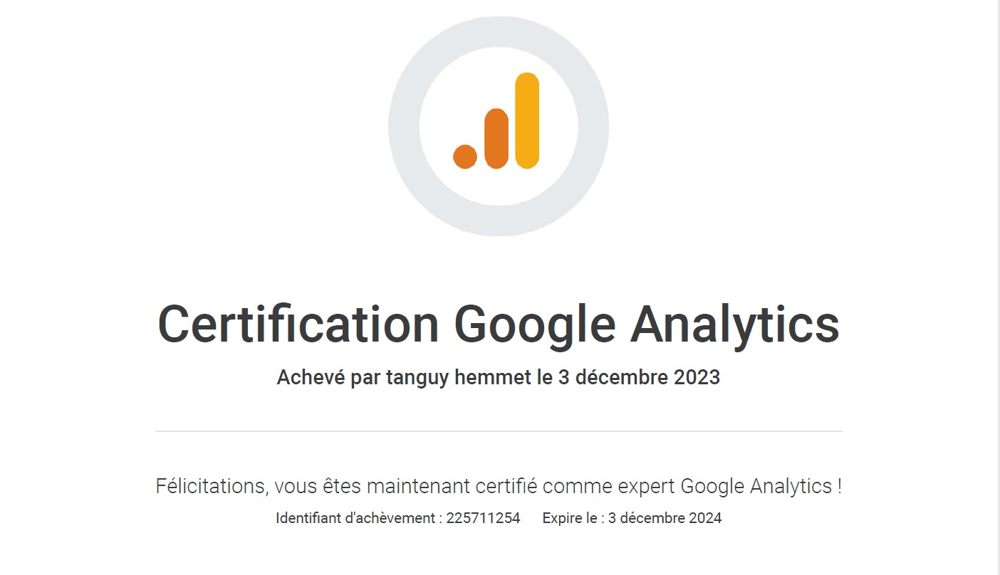 Certification Google Analytics
Achevé par tanguy hemmet le 3 décembre 2023
Félicitations, vous êtes maintenant certifié comme expert Google Analytics !
Identifiant d'achèvement : 225711254 Expire le : 3 décembre 2024